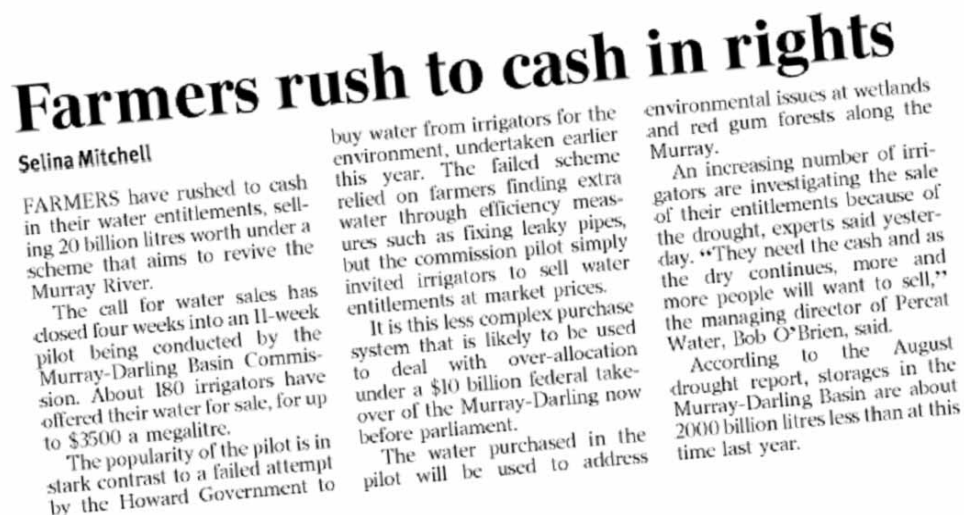 Farmers rush to cash in rights
Selina Mitchell
FARMERS have rushed to cash
in their water entitlements, sell-
ing 20 billion litres worth under a
scheme that aims to revive the
Murray River.
The call for water sales has
closed four weeks into an 11-week
pilot being conducted by the
Murray-Darling Basin Commis-
sion. About 180 irrigators have
offered their water for sale, for up
to $3500 a megalitre.
The popularity of the pilot is in
stark contrast to a failed attempt
by the Howard Government to
buy water from irrigators for the
environment, undertaken earlier
this year. The failed scheme
relied on farmers finding extra
water through efficiency meas-
ures such as fixing leaky pipes,
but the commission pilot simply
invited irrigators to sell water
entitlements at market prices.
It is this less complex purchase
system that is likely to be used
to deal with over-allocation
under a $10 billion federal take-
over of the Murray-Darling now
before parliament.
The water purchased in the
pilot will be used to address
environmental issues at wetlands
and red gum forests along the
Murray.
An increasing number of irri-
gators are investigating the sale
of their entitlements because of
the drought, experts said yester-
day. “They need the cash and as
the dry continues, more and
more people will want to sell,”
the managing director of Percat
Water, Bob O’Brien, said.
According to the August
drought report, storages in the
Murray-Darling Basin are about
2000 billion litres less than at this
time last year.